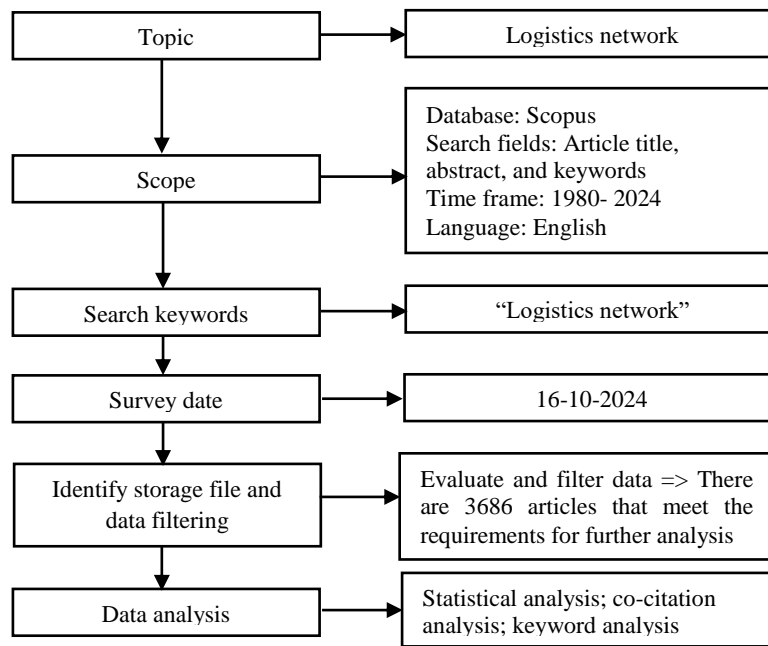 Topic
Logistics network
Scope
Database: Scopus
Search fields: Article title,
abstract, and keywords
Time frame: 1980- 2024
Language: English
Search keywords
“Logistics network”
Survey date
16-10-2024
Identify storage file and
data filtering
Evaluate and filter data => There
are 3686 articles that meet the
requirements for further analysis
Data analysis
Statistical analysis; co-citation
analysis; keyword analysis